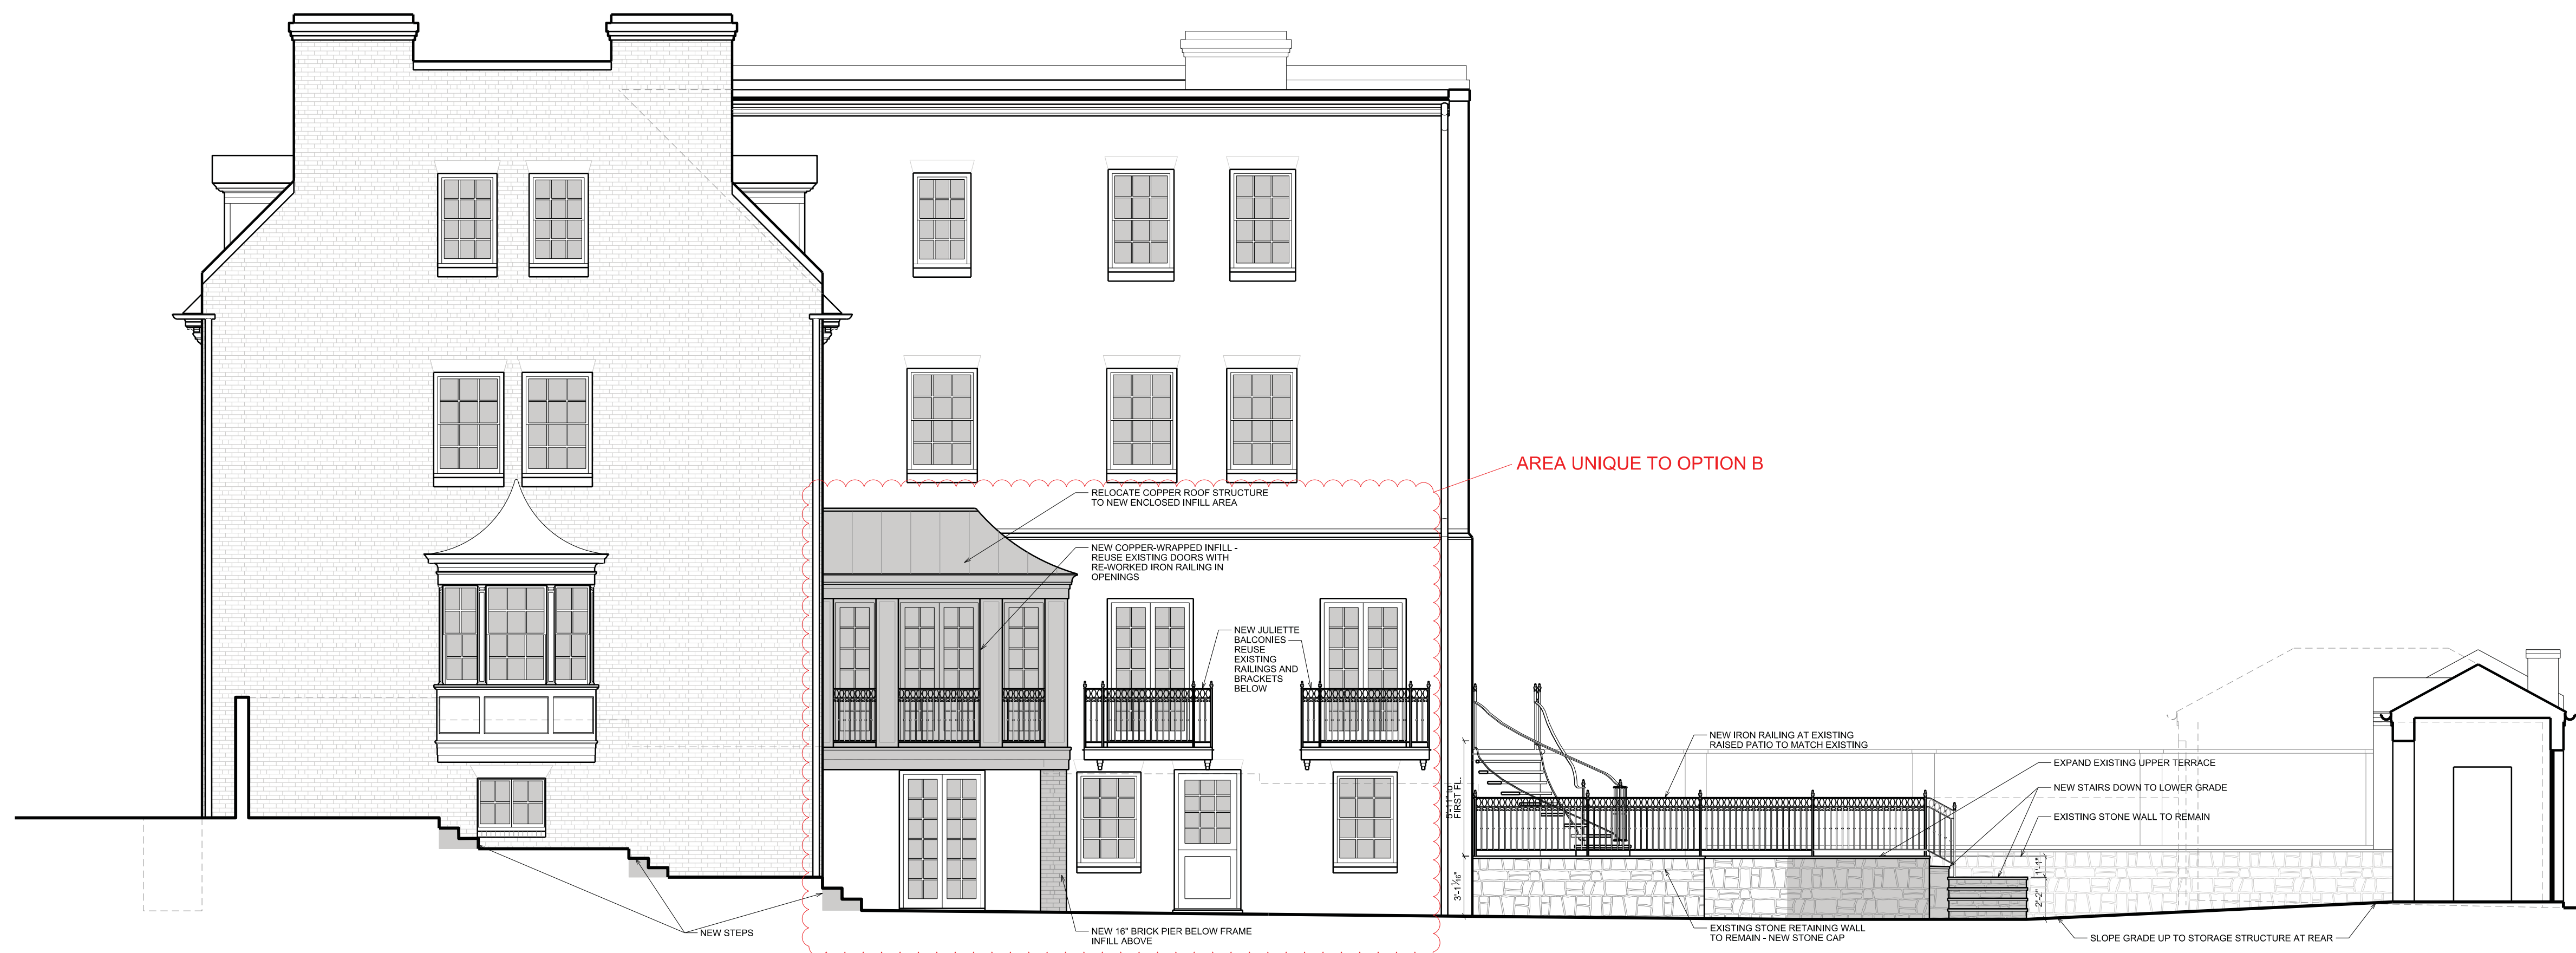 AREA UNIQUE TO OPTION B
RELOCATE COPPER ROOF STRUCTURE
TO NEW ENCLOSED INFILL AREA
NEW COPPER-WRAPPED INFILL -
REUSE EXISTING DOORS WITH
RE-WORKED IRON RAILING IN
OPENINGS
NEW JULIETTE
BALCONIES
REUSE
EXISTING
RAILINGS AND
BRACKETS
BELOW
NEW IRON RAILING AT EXISTING
RAISED PATIO TO MATCH EXISTING
EXPAND EXISTING UPPER TERRACE
NEW STAIRS DOWN TO LOWER GRADE
EXISTING STONE WALL TO REMAIN
5'-11" to
FIRST FL.
3'-1 1/16"
1'-1"
2'-2"
NEW STEPS
NEW 16" BRICK PIER BELOW FRAME
INFILL ABOVE
EXISTING STONE RETAINING WALL
TO REMAIN - NEW STONE CAP
SLOPE GRADE UP TO STORAGE STRUCTURE AT REAR